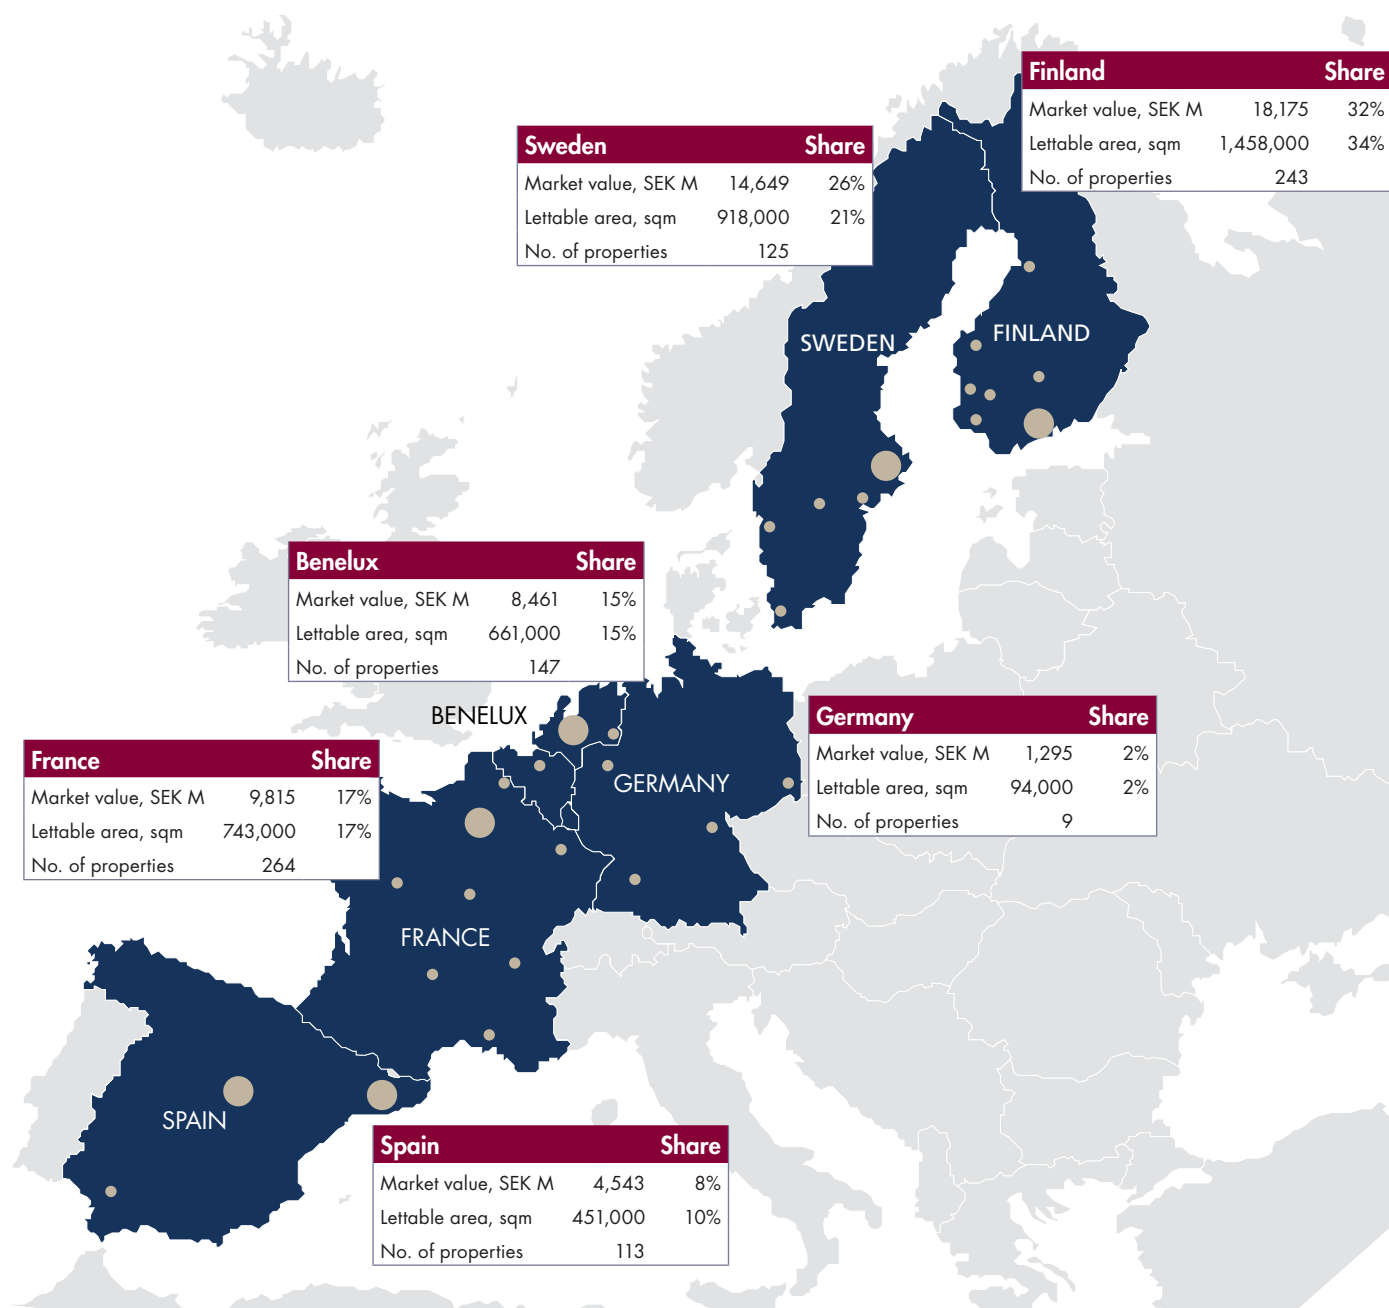 Finland Share
Market value, SEK M 18,175 32%
Lettable area, sqm 1,458,000 34%
No. of properties 243
Sweden Share
Market value, SEK M 14,649 26%
Lettable area, sqm 918,000 21%
No. of properties 125
SWEDEN
FINLAND
Benelux Share
Market value, SEK M 8,461 15%
Lettable area, sqm 661,000 15%
No. of properties 147
BENELUX
Germany Share
Market value, SEK M 1,295 2%
Lettable area, sqm 94,000 2%
No. of properties 9
GERMANY
France Share
Market value, SEK M 9,815 17%
Lettable area, sqm 743,000 17%
No. of properties 264
FRANCE
SPAIN
Spain Share
Market value, SEK M 4,543 8%
Lettable area, sqm 451,000 10%
No. of properties 113